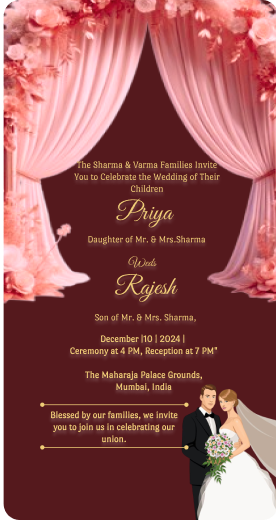 The Sharma & Varma Families Invite
You to Celebrate the Wedding of Their
Children
Priya
Daughter of Mr. & Mrs.Sharma
Weds
Rajesh
Son of Mr. & Mrs. Sharma,
December |10 | 2024 |
Ceremony at 4 PM, Reception at 7 PM"
The Maharaja Palace Grounds,
Mumbai, India
Blessed by our families, we invite
you to join us in celebrating our
union.